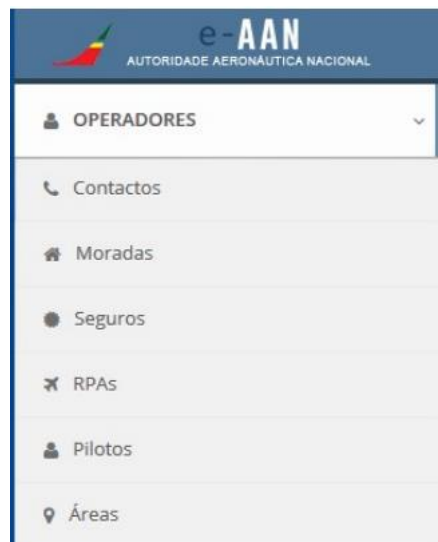 e-AAN
AUTORIDADE AERONÁUTICA NACIONAL
OPERADORES
Contactos
Moradas
Seguros
RPAs
Pilotos
Áreas